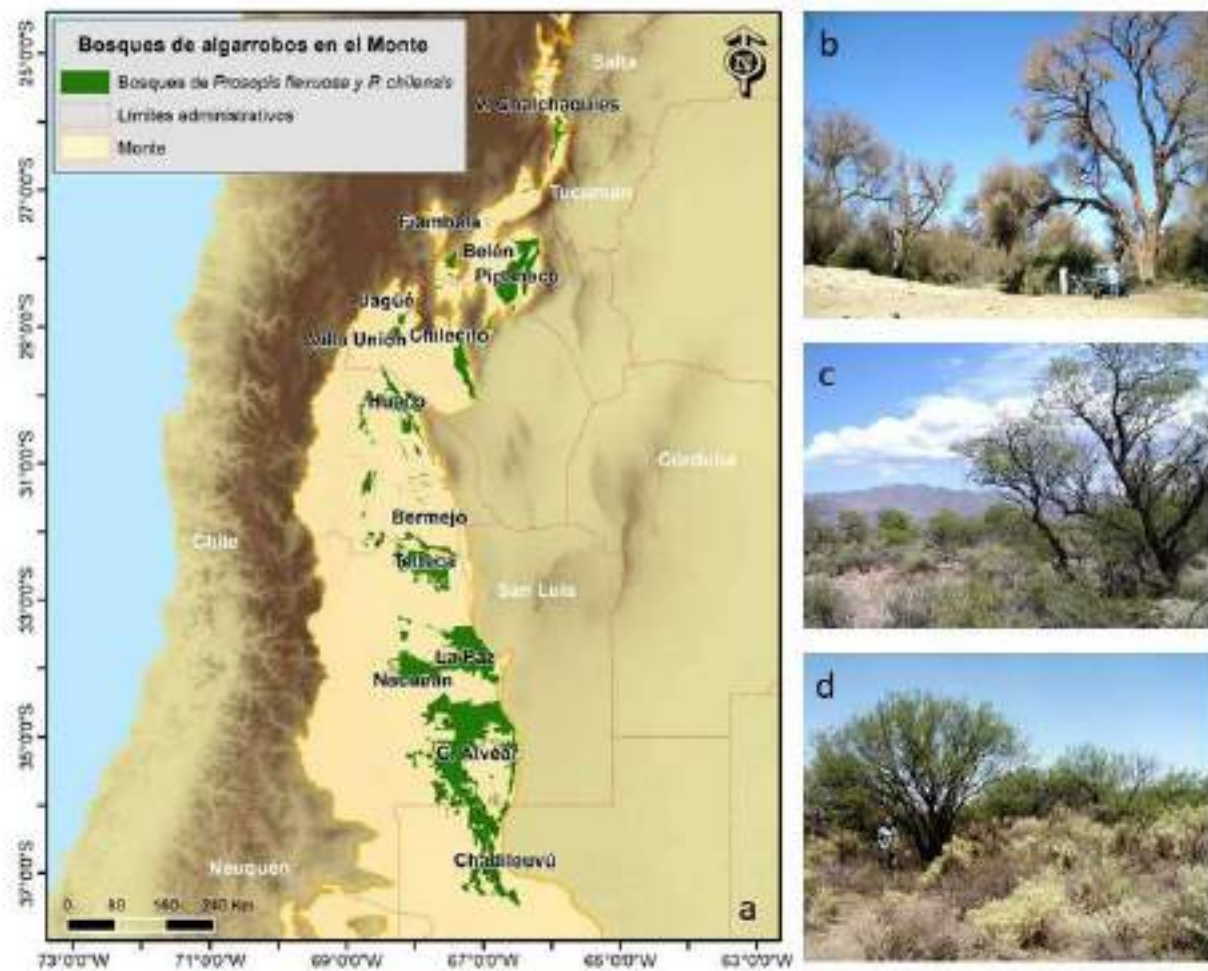 Bosques de algarrobos en el Monte
Bosques de Prosopis flexuosa y P. chilensis
Límites administrativos
Monte
N
Salta
V. Chalchaquíes
Tucumán
Fiambalá
Belén
Pipanaco
Jagüé
Villa Unión
Chilecito
Huaco
Córdoba
Bermejo
Chile
Telteca
San Luis
La Paz
Nacuñán
C. Alvear
Chadileuvú
Neuquén
0 80 160 240 Km
a
25°0'0"S
27°0'0"S
29°0'0"S
31°0'0"S
33°0'0"S
35°0'0"S
37°0'0"S
73°0'0"W
71°0'0"W
69°0'0"W
67°0'0"W
65°0'0"W
63°0'0"W
b
c
d